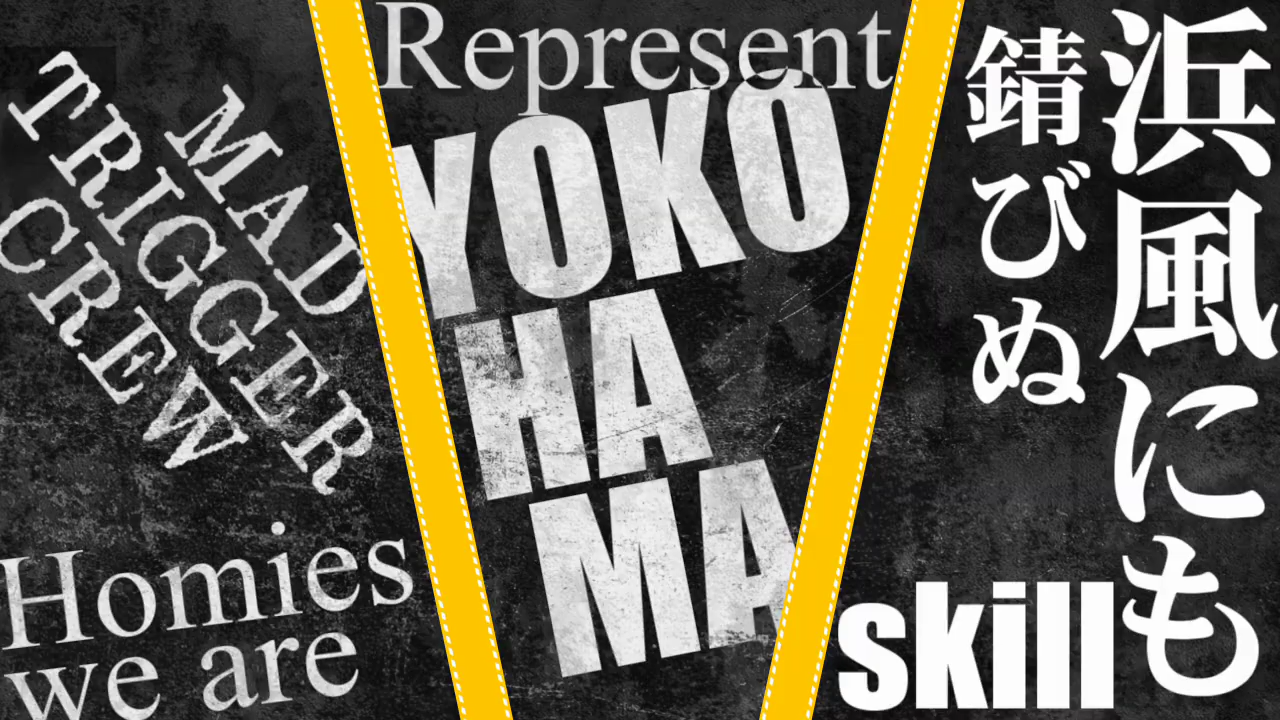 MAD
TRIGGER
CREW
Homies
we are
Represent
YOKO
HA
MA
浜風にも
錆びぬ
skill